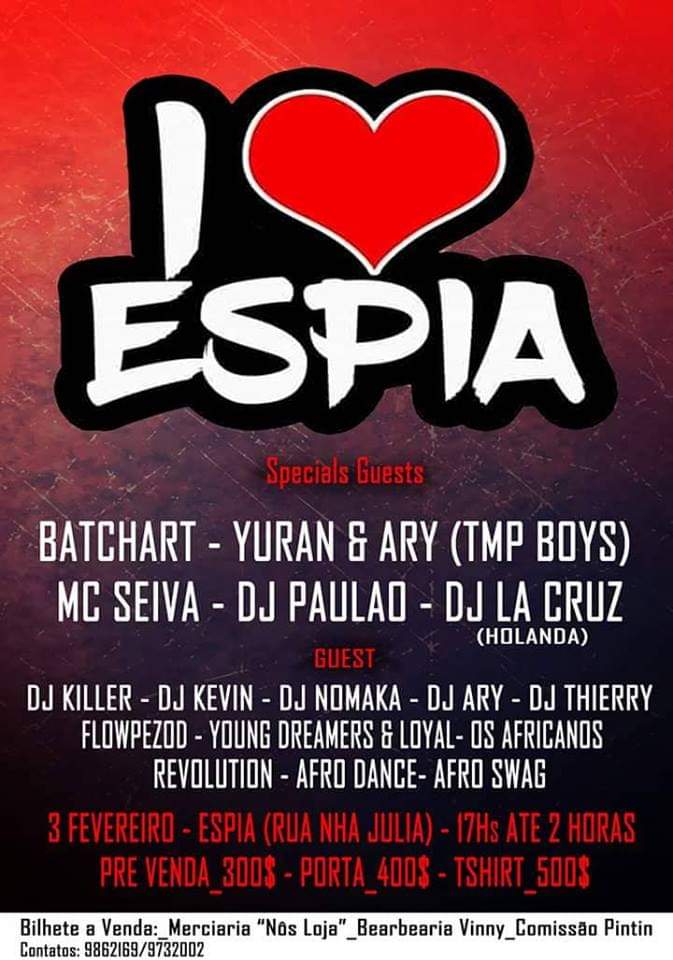 I
ESPIA
Specials Guests
BATCHART - YURAN & ARY (TMP BOYS)
MC SEIVA - DJ PAULAO - DJ LA CRUZ
(HOLANDA)
GUEST
DJ KILLER - DJ KEVIN - DJ NOMAKA - DJ ARY - DJ THIERRY
FLOWPEZOD - YOUNG DREAMERS & LOYAL- OS AFRICANOS
REVOLUTION - AFRO DANCE- AFRO SWAG
3 FEVEREIRO - ESPIA (RUA NHA JULIA) - 17Hs ATE 2 HORAS
PRE VENDA_300$ - PORTA_400$ - TSHIRT_500$
Bilhete a Venda:_Merciaria “Nôs Loja”_Bearbearia Vinny_Comissão Pintin
Contatos: 9862169/9732002